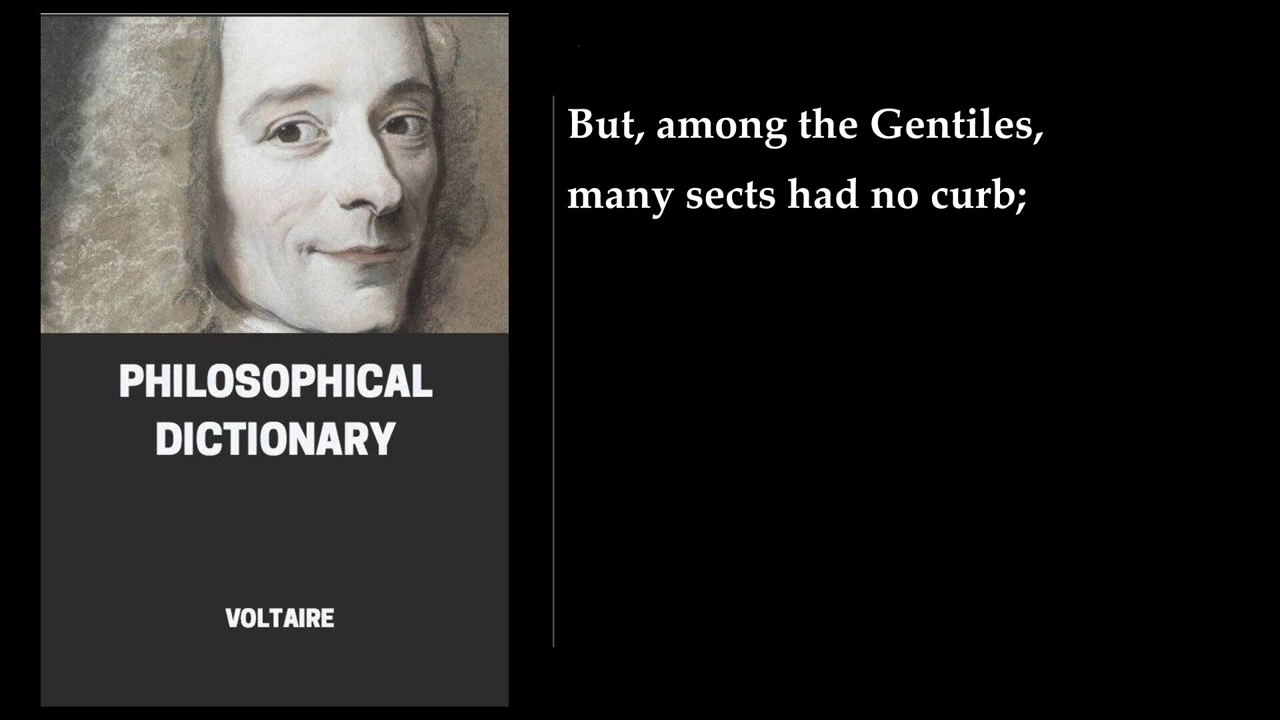 PHILOSOPHICAL
DICTIONARY
VOLTAIRE
But, among the Gentiles,
many sects had no curb;